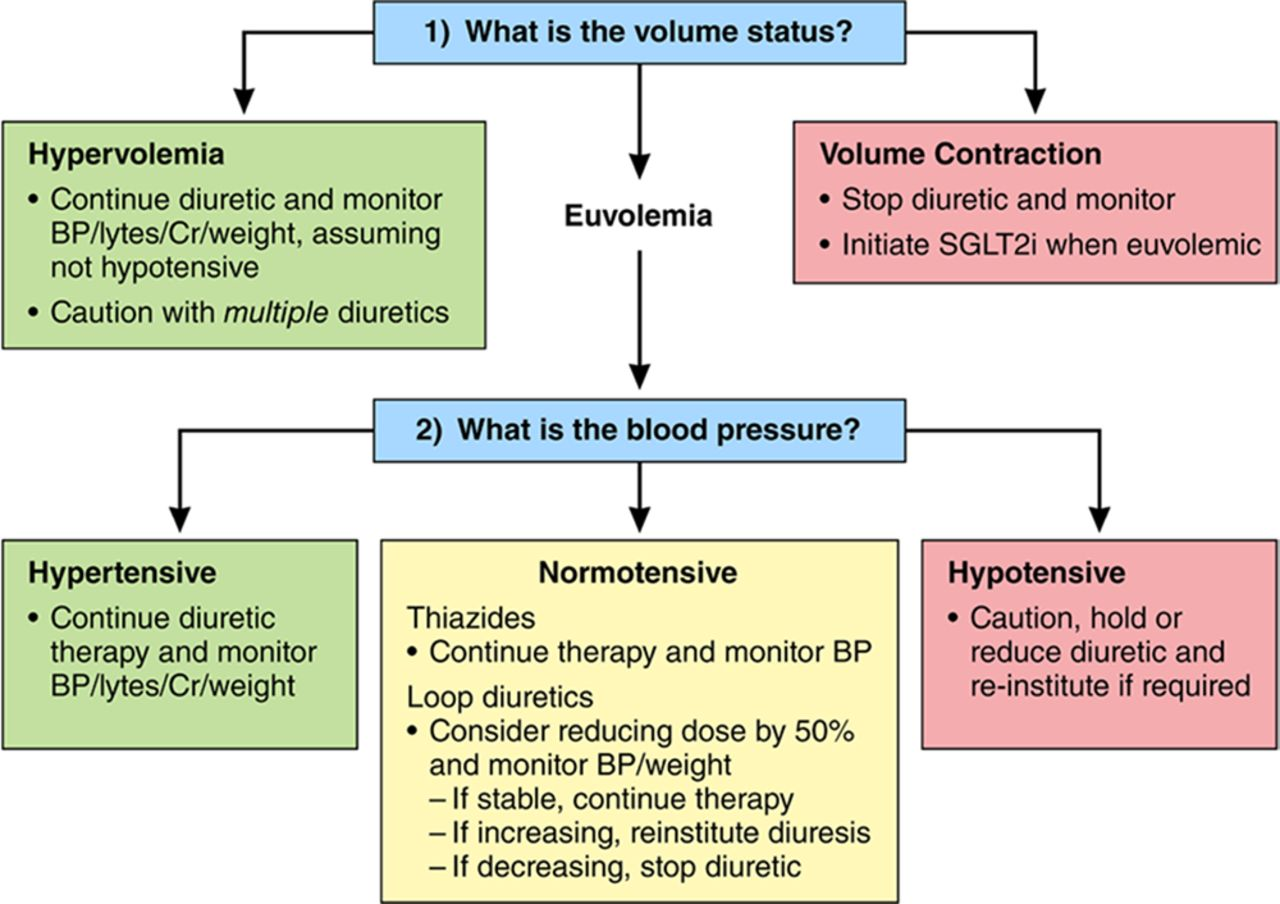 1) What is the volume status?
Hypervolemia
• Continue diuretic and monitor
BP/lytes/Cr/weight, assuming
not hypotensive
• Caution with multiple diuretics
Euvolemia
Volume Contraction
• Stop diuretic and monitor
• Initiate SGLT2i when euvolemic
2) What is the blood pressure?
Hypertensive
• Continue diuretic
therapy and monitor
BP/lytes/Cr/weight
Normotensive
Thiazides
• Continue therapy and monitor BP
Loop diuretics
• Consider reducing dose by 50%
and monitor BP/weight
– If stable, continue therapy
– If increasing, reinstitute diuresis
– If decreasing, stop diuretic
Hypotensive
• Caution, hold or
reduce diuretic and
re-institute if required